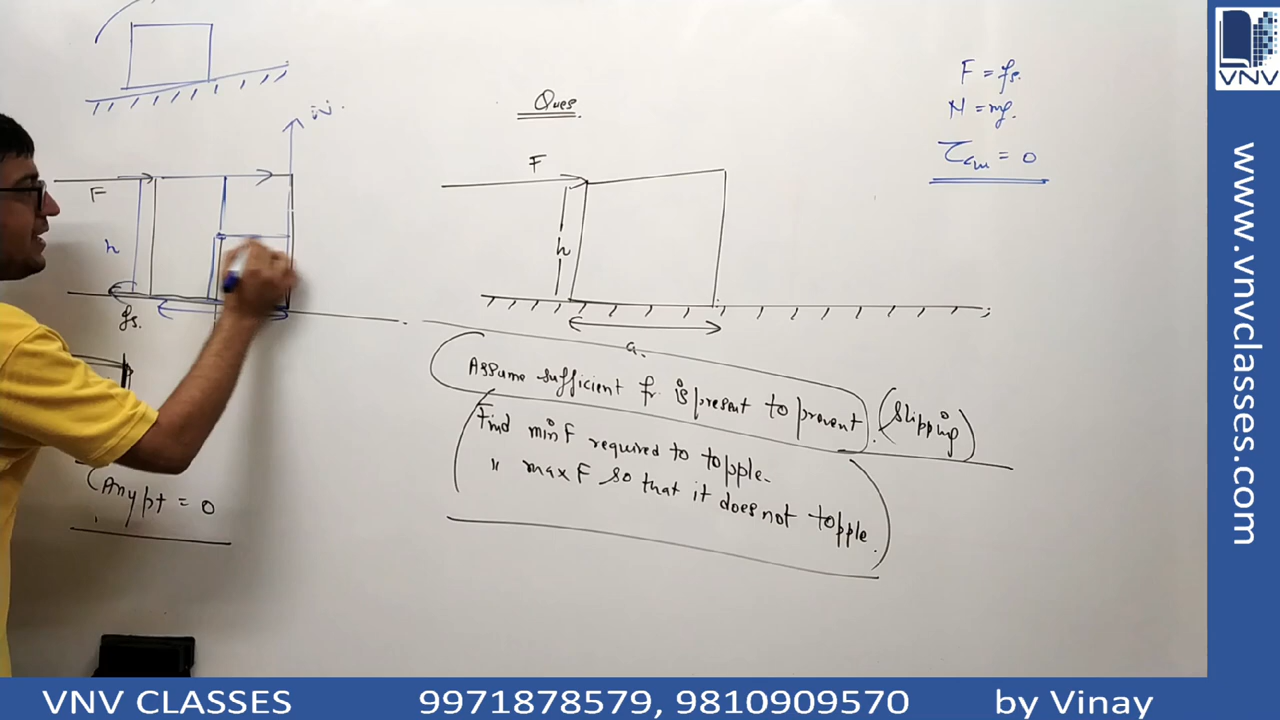 N
F
h
fs.
(Any pt = 0
Ques
F
h
a.
Assume sufficient fr is present to prevent. (slipping)
Find min F required to topple.
" max F so that it does not topple.
F = fs.
N = mg.
τcm = 0
VNV
www.vnvclasses.com
VNV CLASSES 9971878579, 9810909570 by Vinay